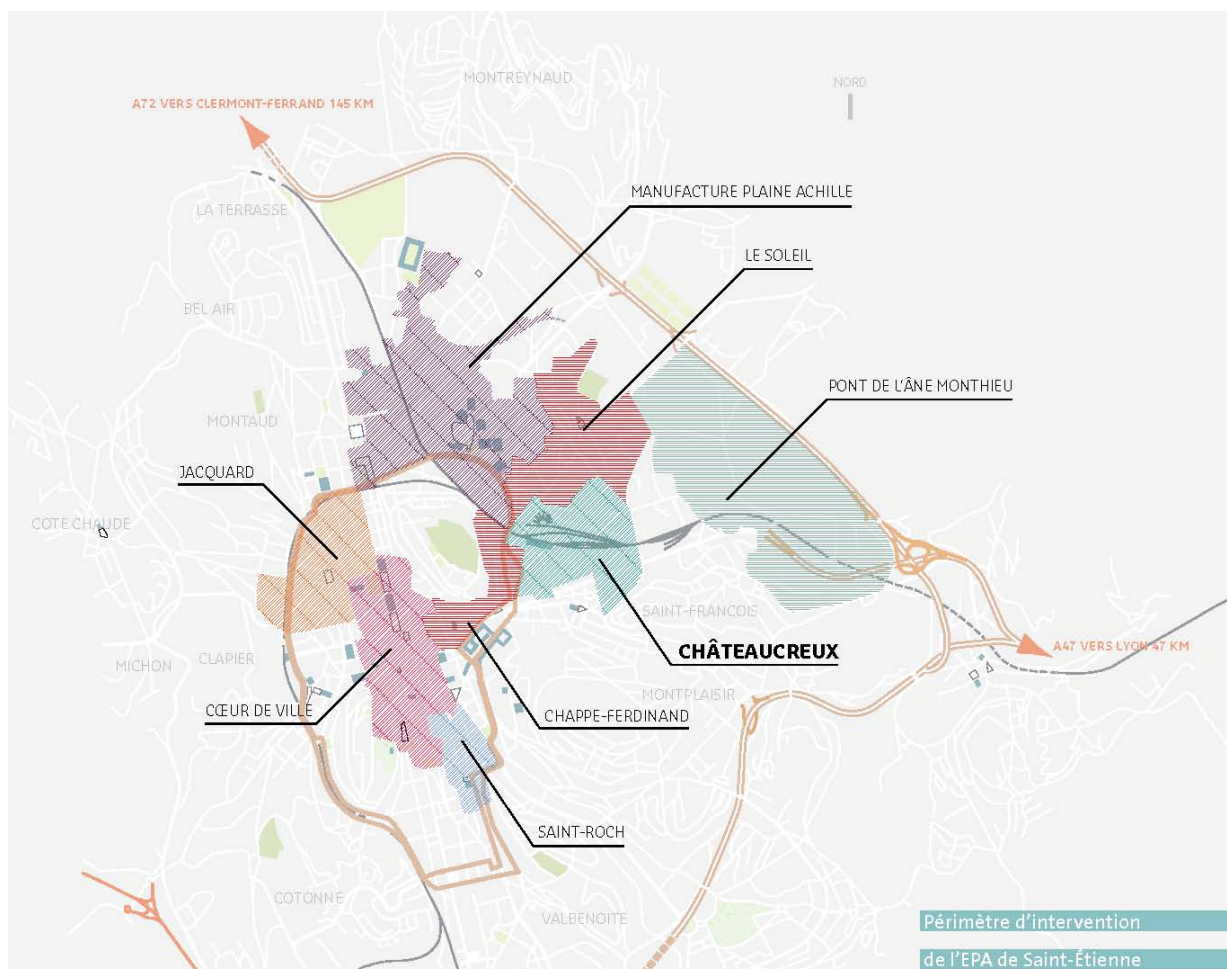 MONTREYNAUD
NORD
A72 VERS CLERMONT-FERRAND 145 KM
MANUFACTURE PLAINE ACHILLE
LA TERRASSE
LE SOLEIL
BEL AIR
PONT DE L'ÂNE MONTHIEU
MONTAUD
JACQUARD
COTE CHAUDE
SAINT-FRANCOIS
CHÂTEAUCREUX
A47 VERS LYON 47 KM
MICHON
CLAPIER
MONTPLAISIR
CŒUR DE VILLE
CHAPPE-FERDINAND
SAINT-ROCH
COTONNE
VALBENOITE
Périmètre d'intervention
de l'EPA de Saint-Étienne